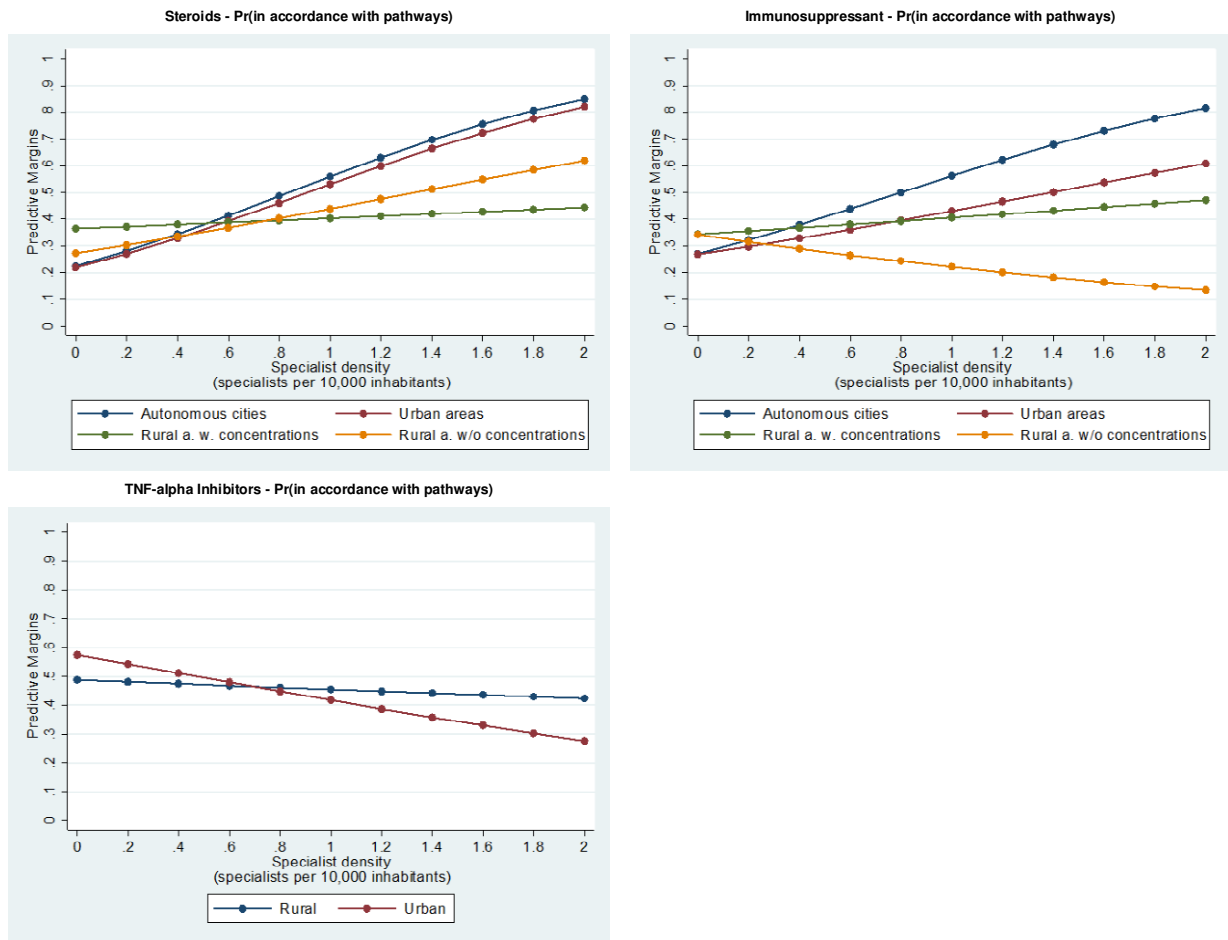 Steroids - Pr(in accordance with pathways)
Predictive Margins
0 .1 .2 .3 .4 .5 .6 .7 .8 .9 1
0 .2 .4 .6 .8 1 1.2 1.4 1.6 1.8 2
Specialist density
(specialists per 10,000 inhabitants)
Autonomous cities Urban areas
Rural a. w. concentrations Rural a. w/o concentrations
Immunosuppressant - Pr(in accordance with pathways)
Predictive Margins
0 .1 .2 .3 .4 .5 .6 .7 .8 .9 1
0 .2 .4 .6 .8 1 1.2 1.4 1.6 1.8 2
Specialist density
(specialists per 10,000 inhabitants)
Autonomous cities Urban areas
Rural a. w. concentrations Rural a. w/o concentrations
TNF-alpha Inhibitors - Pr(in accordance with pathways)
Predictive Margins
0 .1 .2 .3 .4 .5 .6 .7 .8 .9 1
0 .2 .4 .6 .8 1 1.2 1.4 1.6 1.8 2
Specialist density
(specialists per 10,000 inhabitants)
Rural Urban